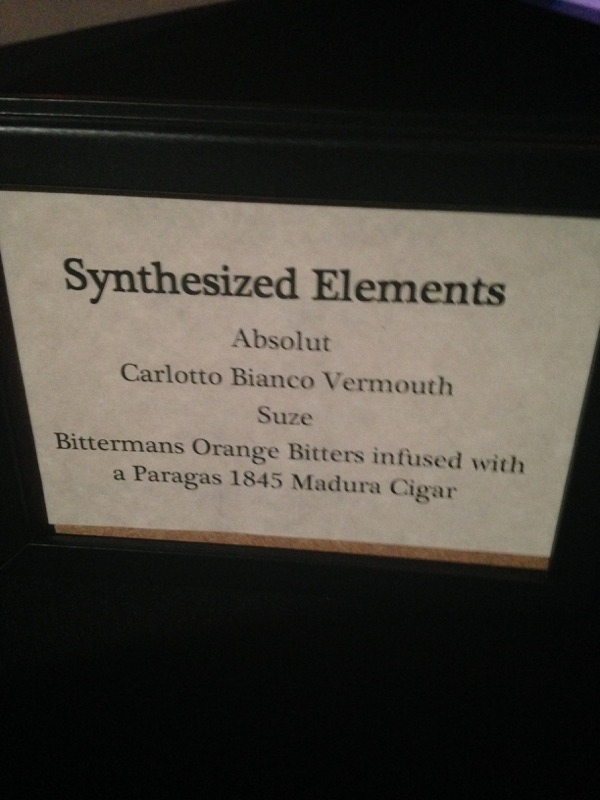 Synthesized Elements
Absolut
Carlotto Bianco Vermouth
Suze
Bittermans Orange Bitters infused with
a Paragas 1845 Madura Cigar